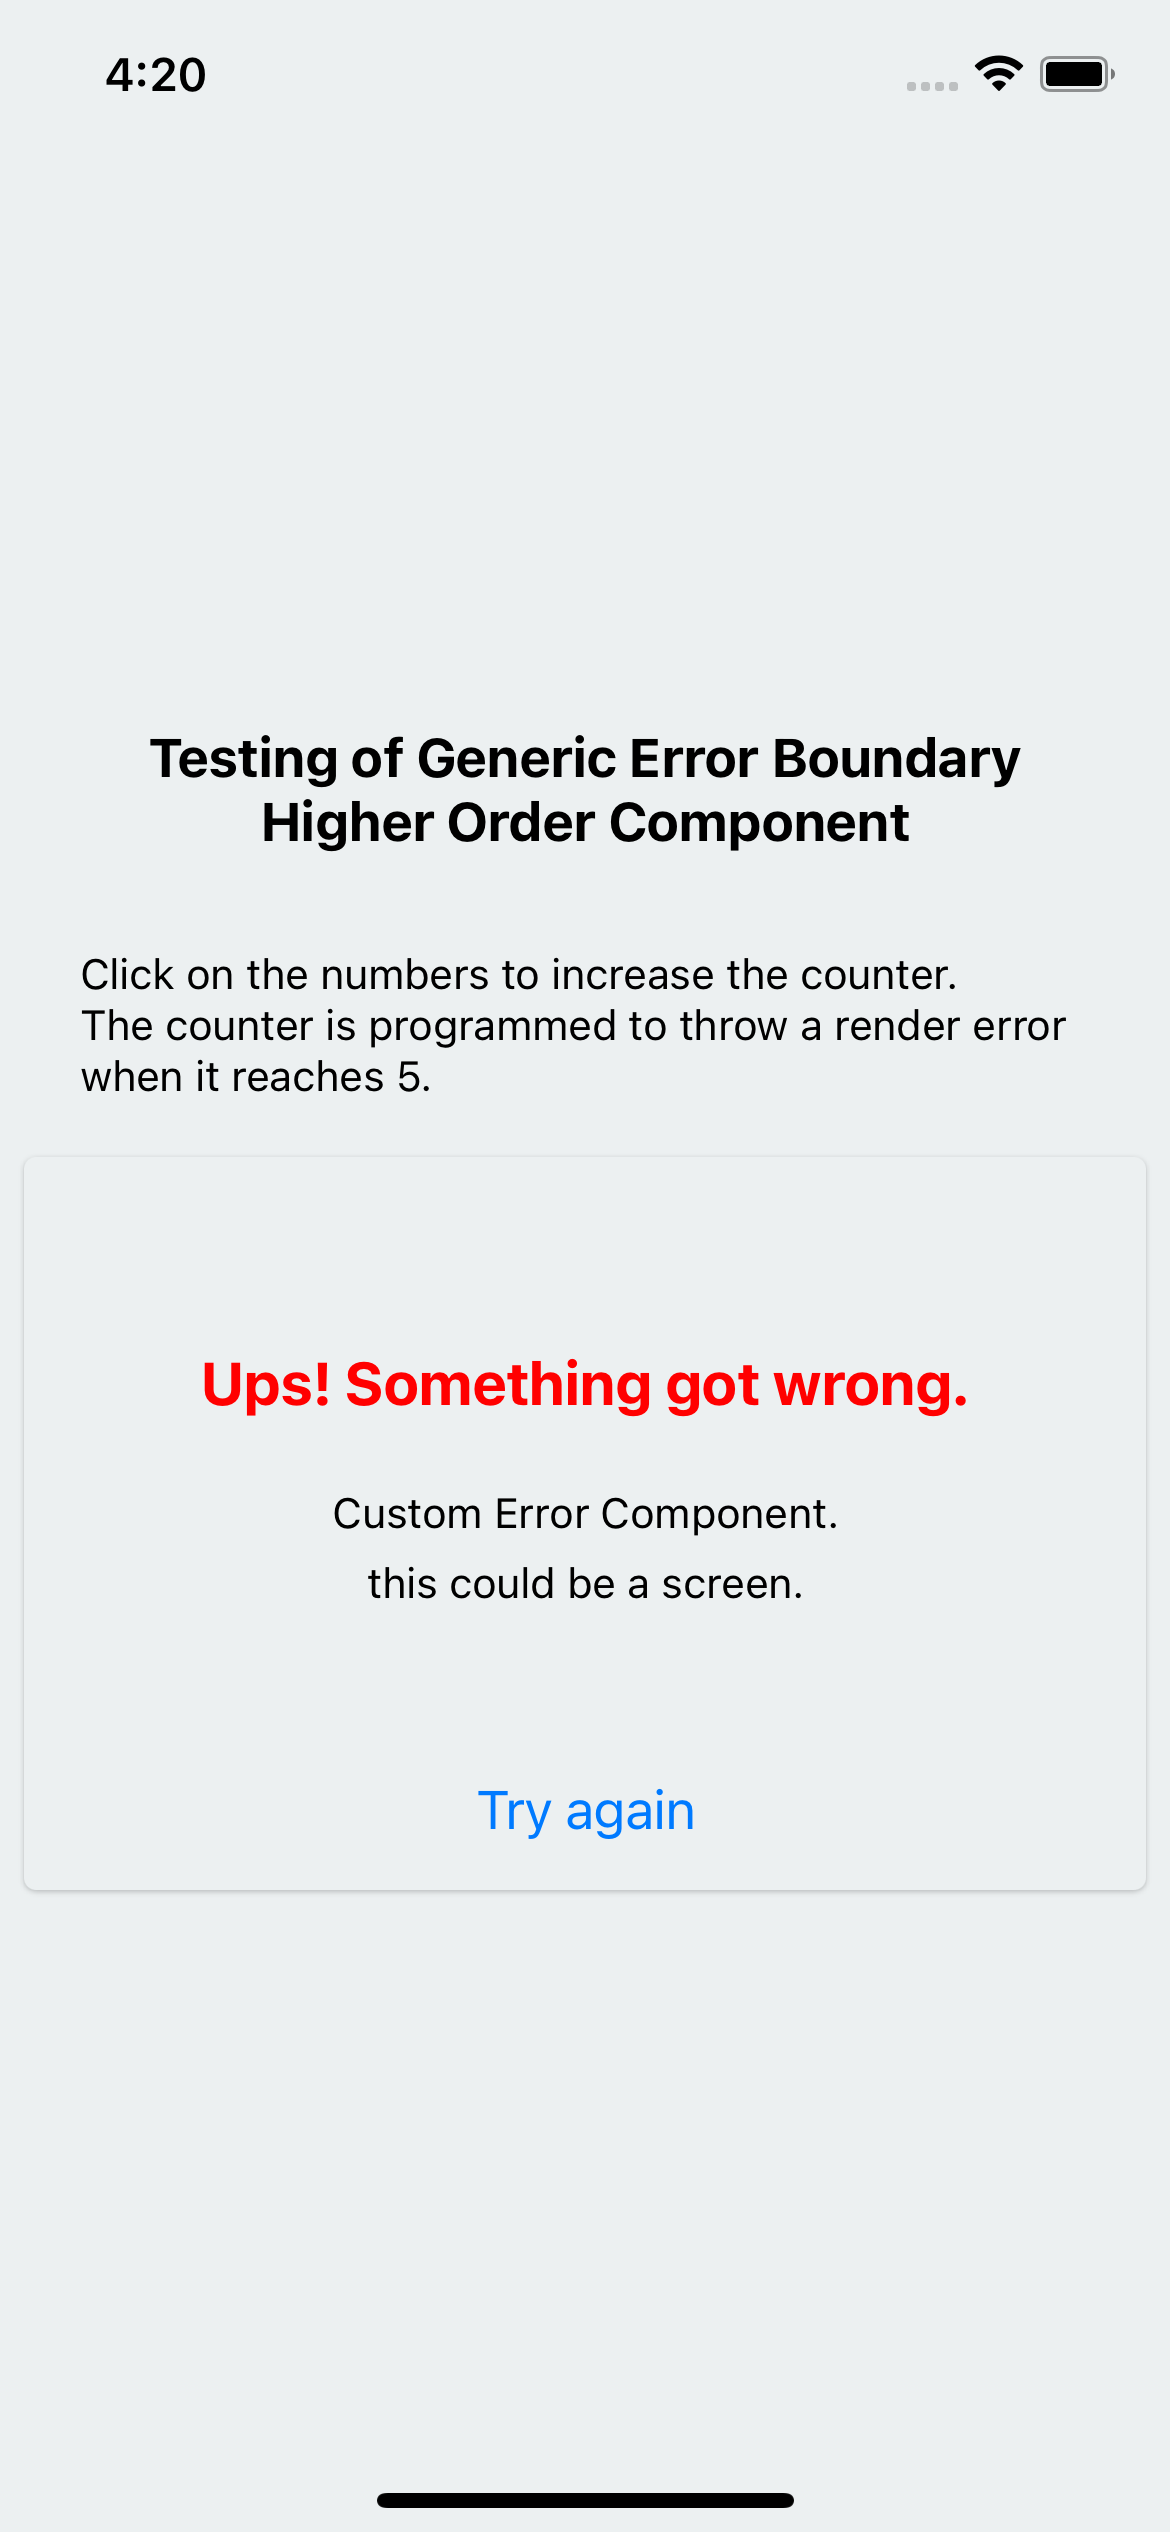 4:20
Testing of Generic Error Boundary
Higher Order Component
Click on the numbers to increase the counter.
The counter is programmed to throw a render error
when it reaches 5.
Ups! Something got wrong.
Custom Error Component.
this could be a screen.
Try again